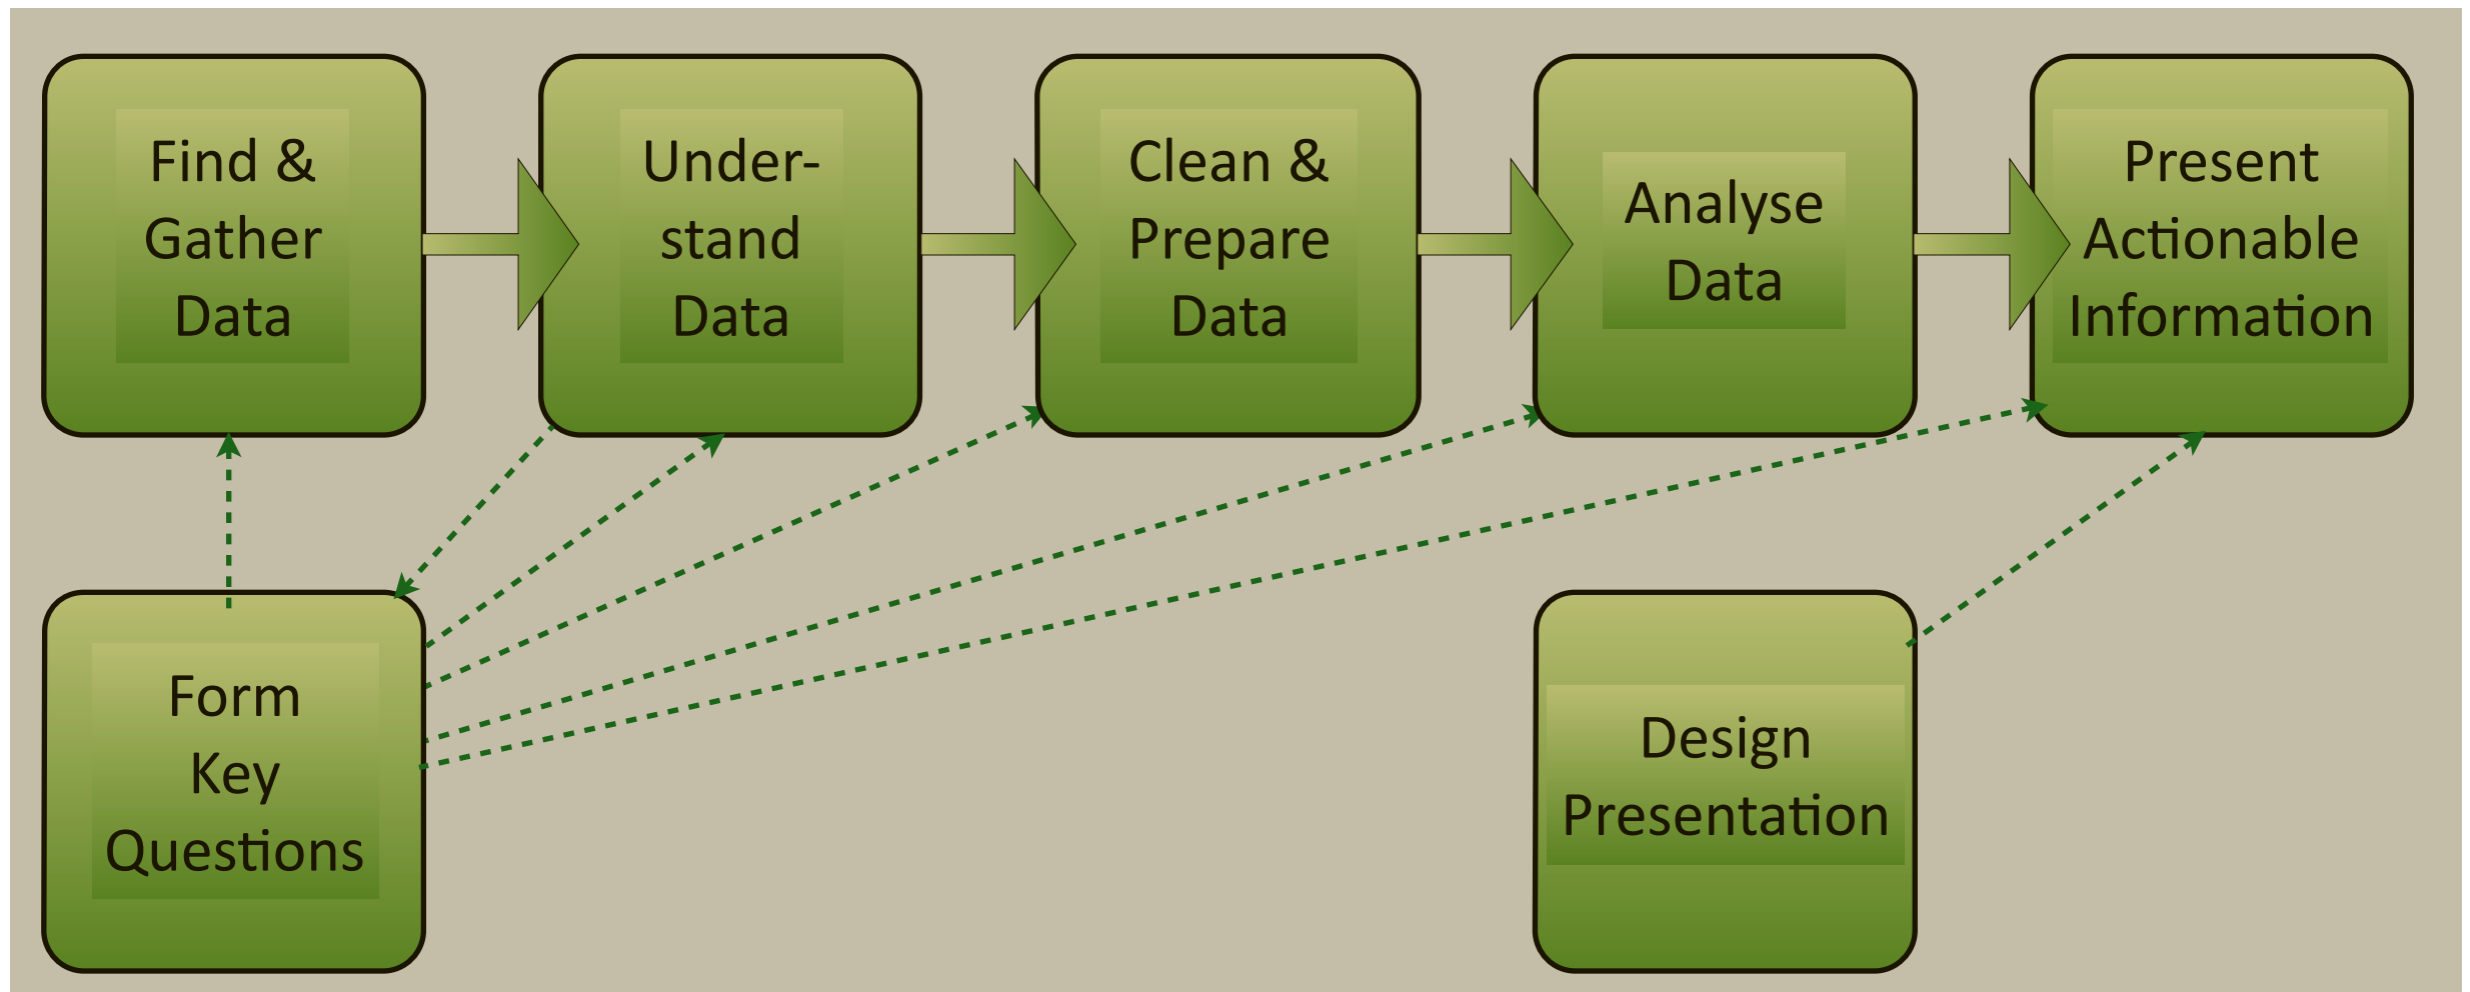 Find &
Gather
Data
Under-
stand
Data
Clean &
Prepare
Data
Analyse
Data
Present
Actionable
Information
Form
Key
Questions
Design
Presentation